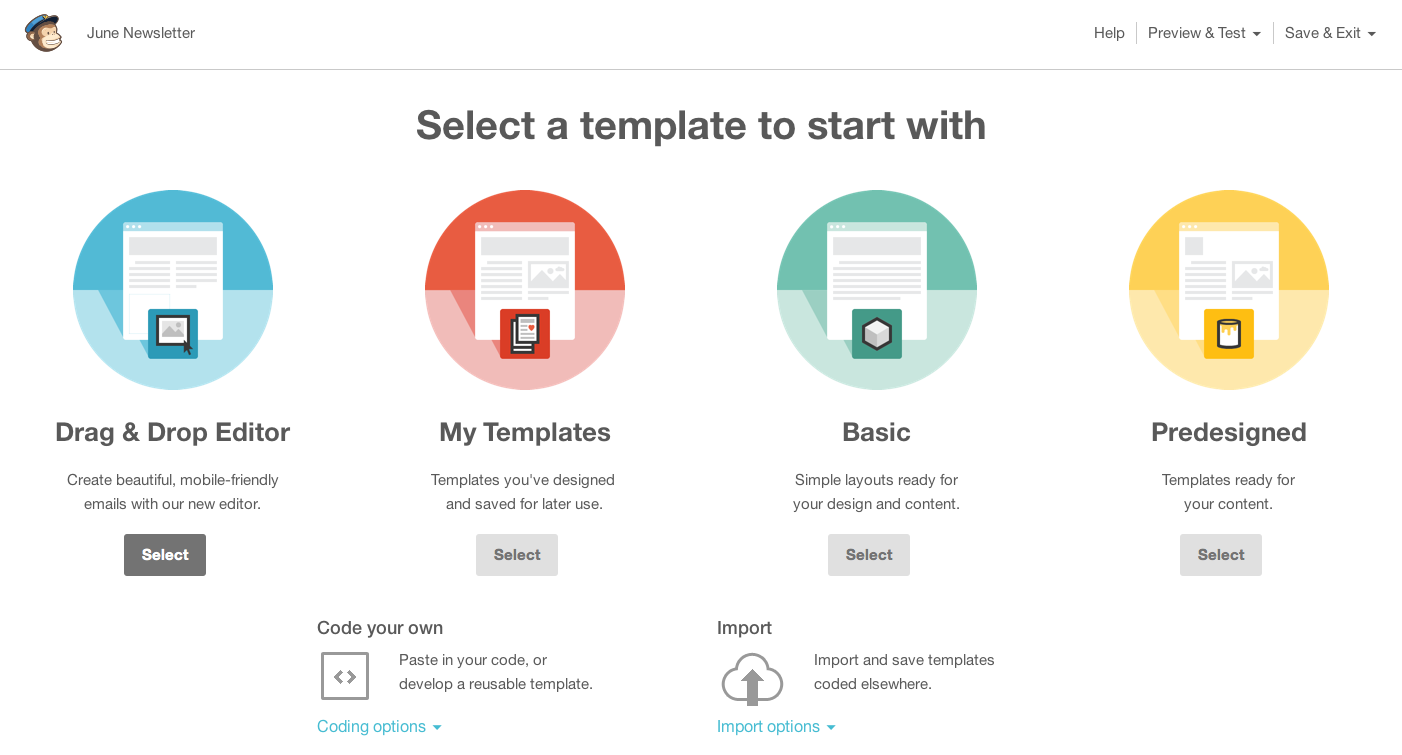 June Newsletter
Help
Preview & Test
Save & Exit
Select a template to start with
Drag & Drop Editor
Create beautiful, mobile-friendly
emails with our new editor.
Select
My Templates
Templates you've designed
and saved for later use.
Select
Basic
Simple layouts ready for
your design and content.
Select
Predesigned
Templates ready for
your content.
Select
Code your own
Paste in your code, or
develop a reusable template.
Coding options
Import
Import and save templates
coded elsewhere.
Import options